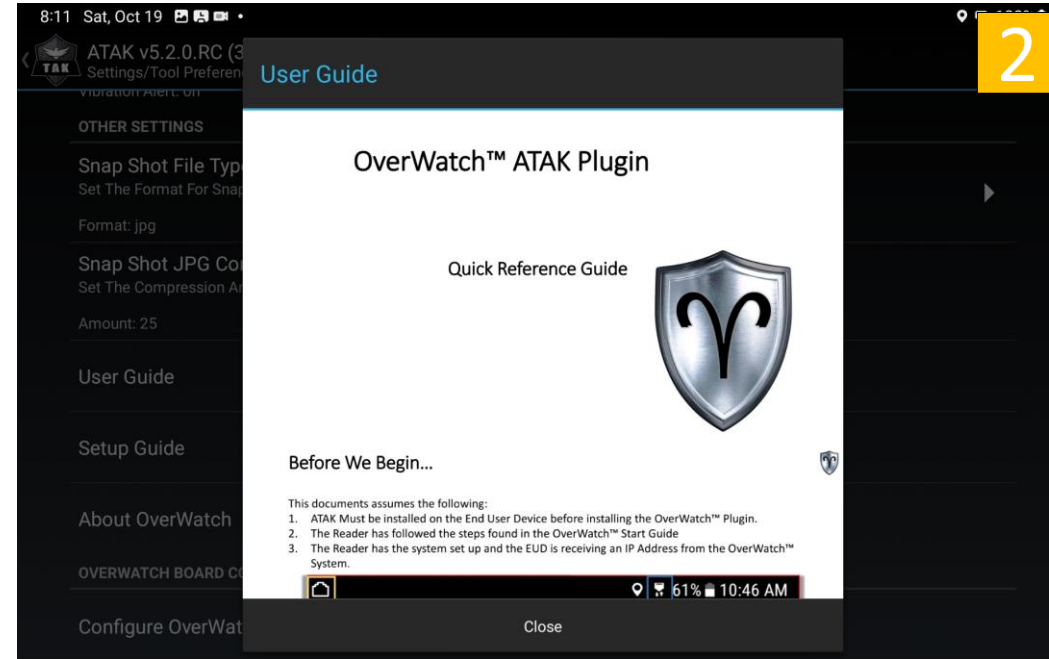 8:11 Sat, Oct 19
2
TAK
ATAK v5.2.0.RC (3
Settings/Tool Preferen
Vibration Alert: on
OTHER SETTINGS
Snap Shot File Typ
Set The Format For Snap
Format: jpg
Snap Shot JPG Co
Set The Compression A
Amount: 25
User Guide
Setup Guide
About OverWatch
OVERWATCH BOARD CO
Configure OverWat
User Guide
OverWatch™ ATAK Plugin
Quick Reference Guide
Before We Begin...
This documents assumes the following:
1. ATAK Must be installed on the End User Device before installing the OverWatch™ Plugin.
2. The Reader has followed the steps found in the OverWatch™ Start Guide
3. The Reader has the system set up and the EUD is receiving an IP Address from the OverWatch™
System.
61% 10:46 AM
Close